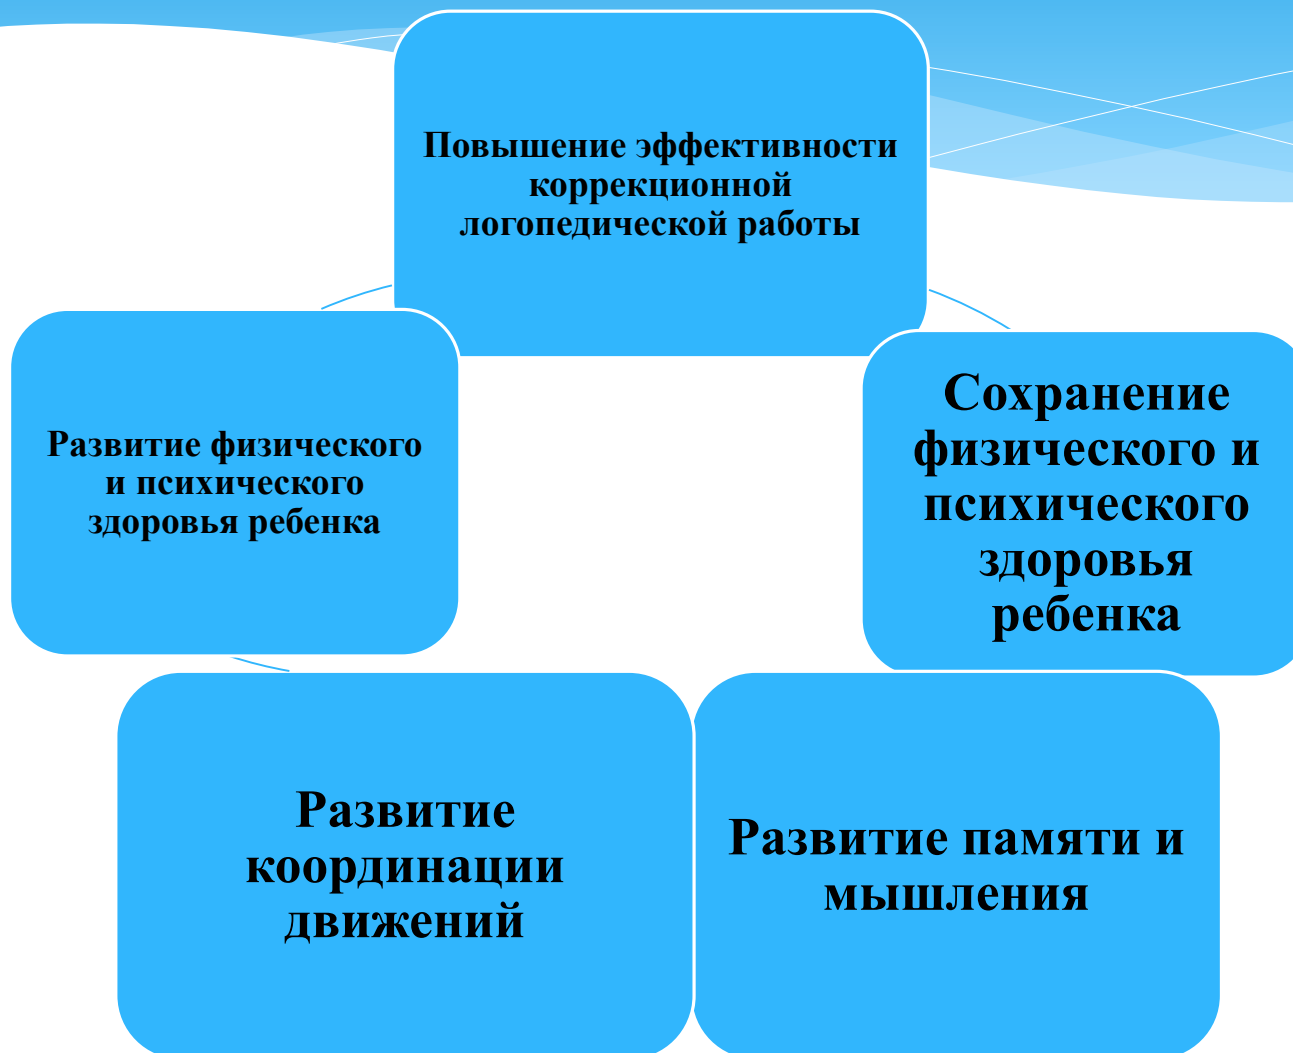 Повышение эффективности
коррекционной
логопедической работы
Сохранение
физического и
психического
здоровья
ребенка
Развитие памяти и
мышления
Развитие
координации
движений
Развитие физического
и психического
здоровья ребенка